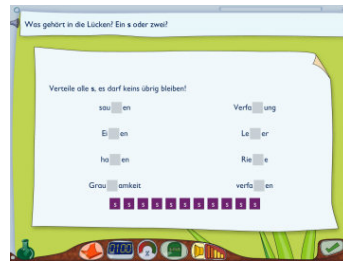 Was gehört in die Lücken? Ein s oder zwei?
Verteile alle s, es darf keins übrig bleiben!
sau en Verfa ung
Ei en Le er
ha en Rie e
Grau amkeit verfa en
s s s s s s s s s s s
0100